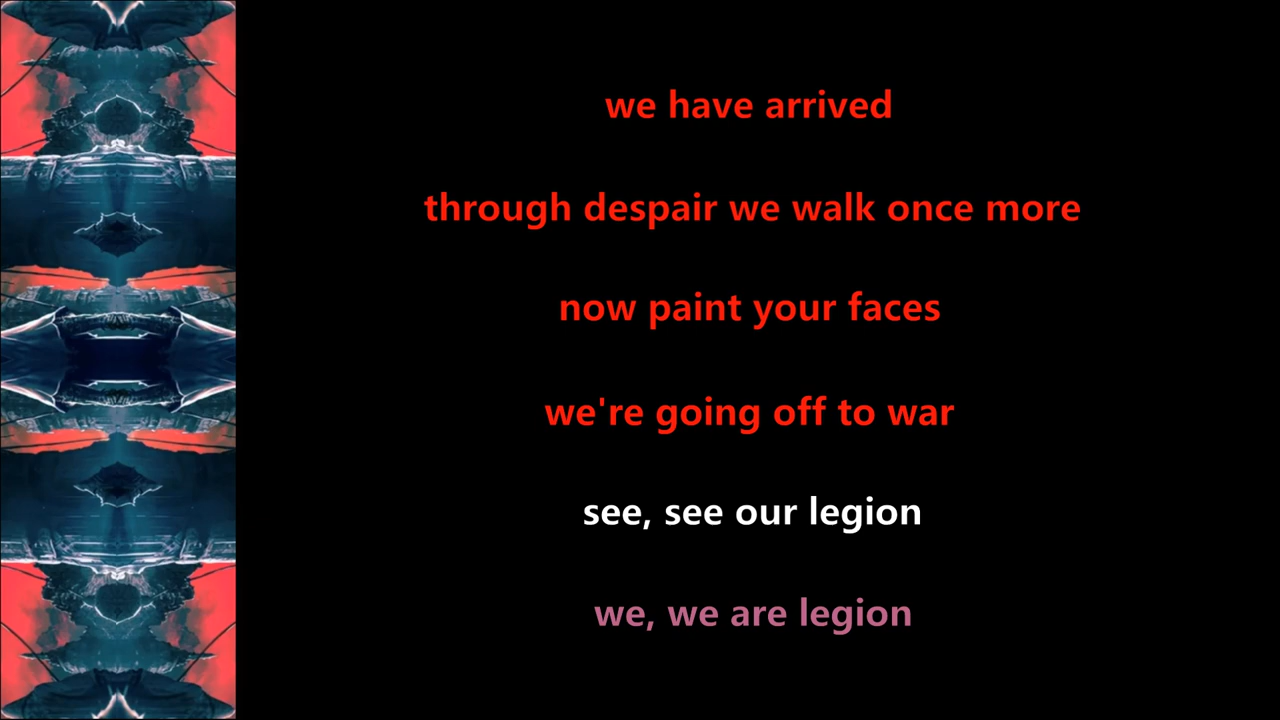 we have arrived
through despair we walk once more
now paint your faces
we're going off to war
see, see our legion
we, we are legion